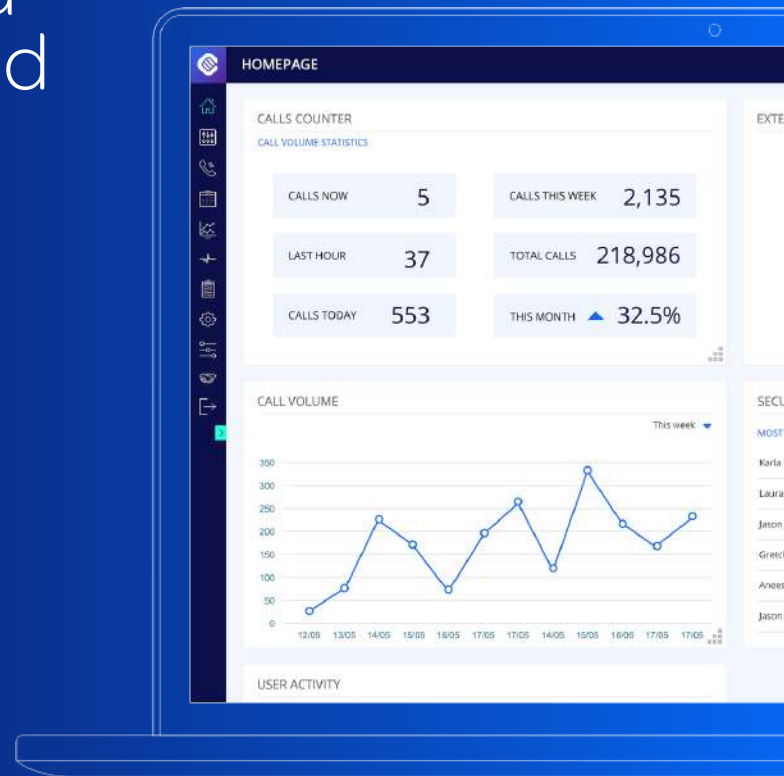 d
HOMEPAGE
CALLS COUNTER
CALL VOLUME STATISTICS
CALLS NOW 5
CALLS THIS WEEK 2,135
LAST HOUR 37
TOTAL CALLS 218,986
CALLS TODAY 553
THIS MONTH 32.5%
EXTE
CALL VOLUME
This week
350
300
250
200
150
100
50
0
12/05 13/05 14/05 15/05 16/05 17/05 17/05 14/05 15/05 16/05 17/05 17/05
SECU
MOST
Karla
Laura
Jason
Gretc
Anees
Jason
USER ACTIVITY